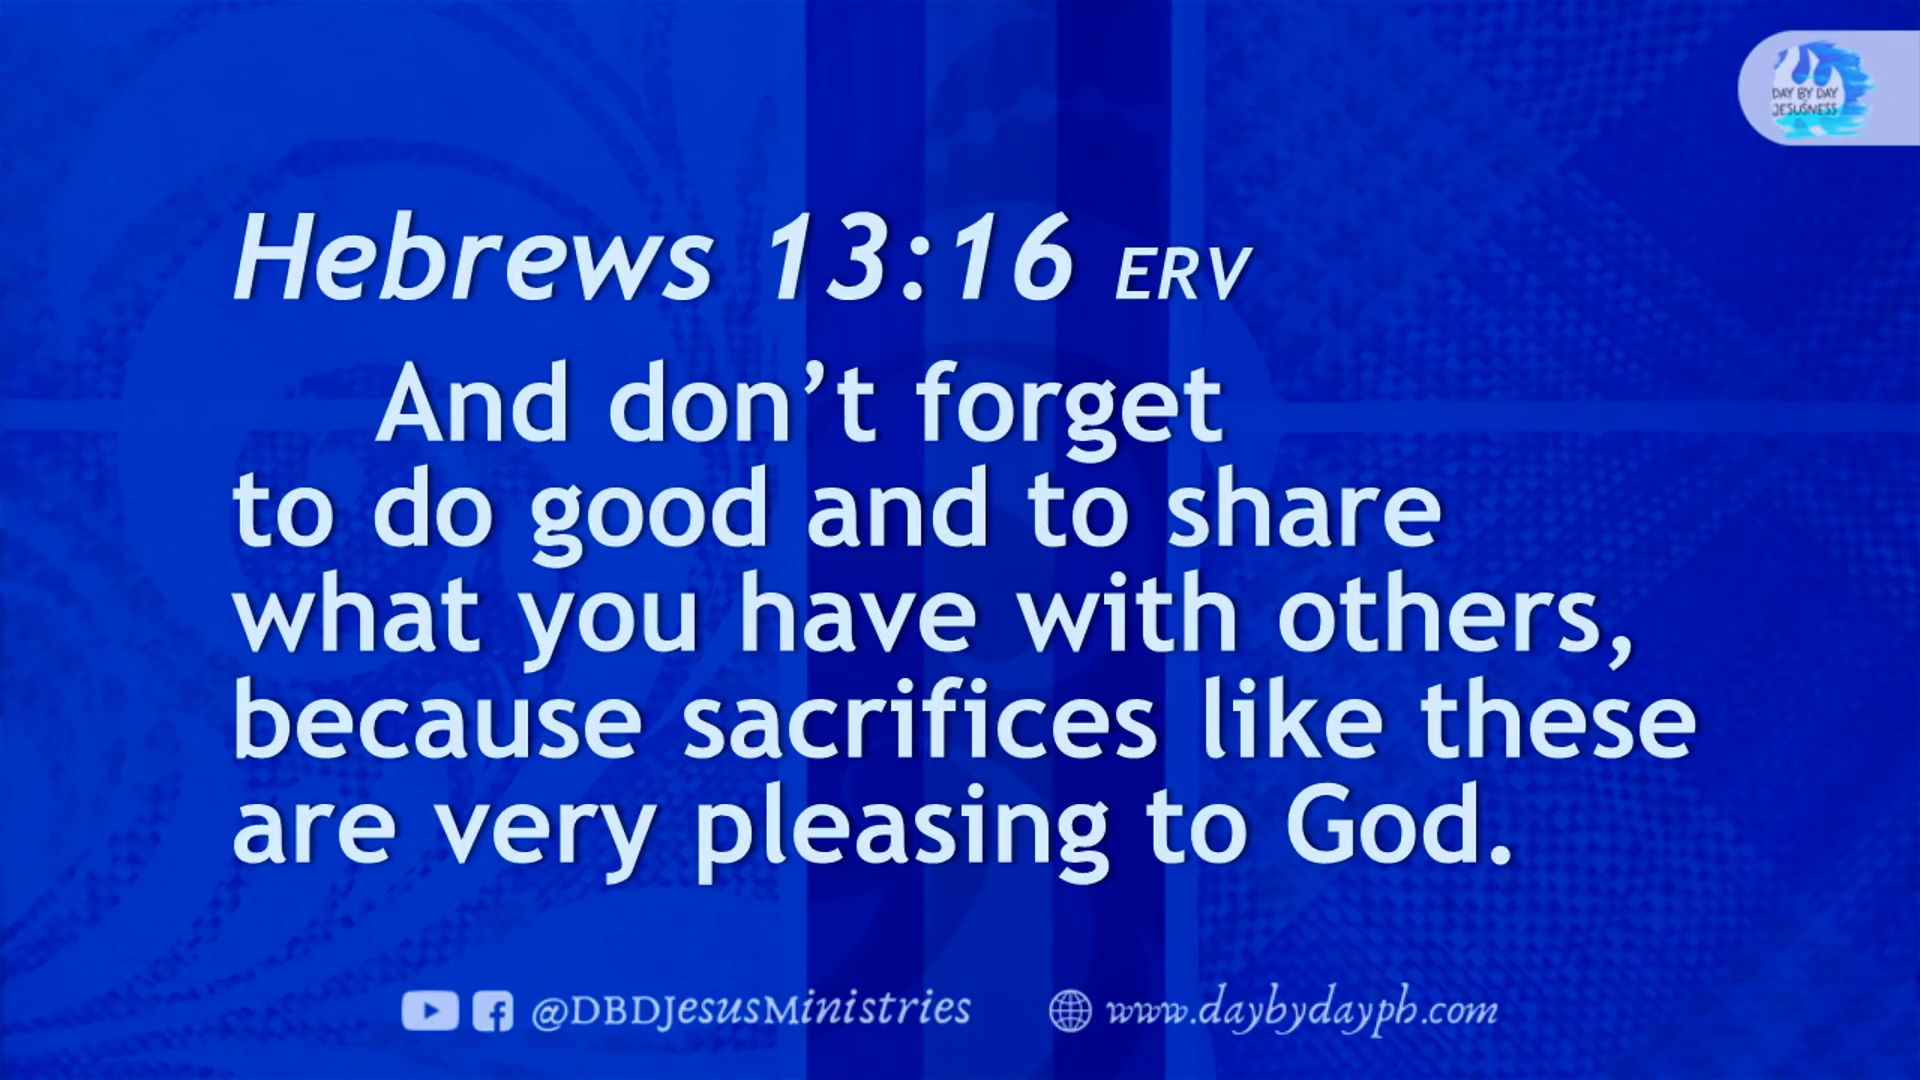 DAY BY DAY
JESUSNESS
Hebrews 13:16 ERV
And don’t forget
to do good and to share
what you have with others,
because sacrifices like these
are very pleasing to God.
@DBDJesusMinistries www.daybydayph.com